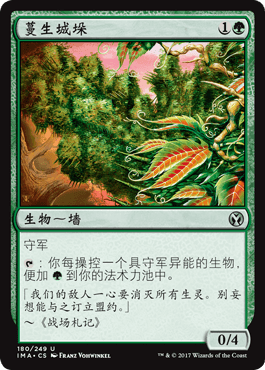 蔓生城垛 1
生物～墙
守军
：你每操控一个具守军异能的生物，
便加 到你的法术力池中。
「我们的敌人一心要消灭所有生灵。别妄
想能与之订立盟约。」
～《战场札记》
0/4
180/249 U
IMA • CS FRANZ VOHWINKEL
™ & © 2017 Wizards of the Coast